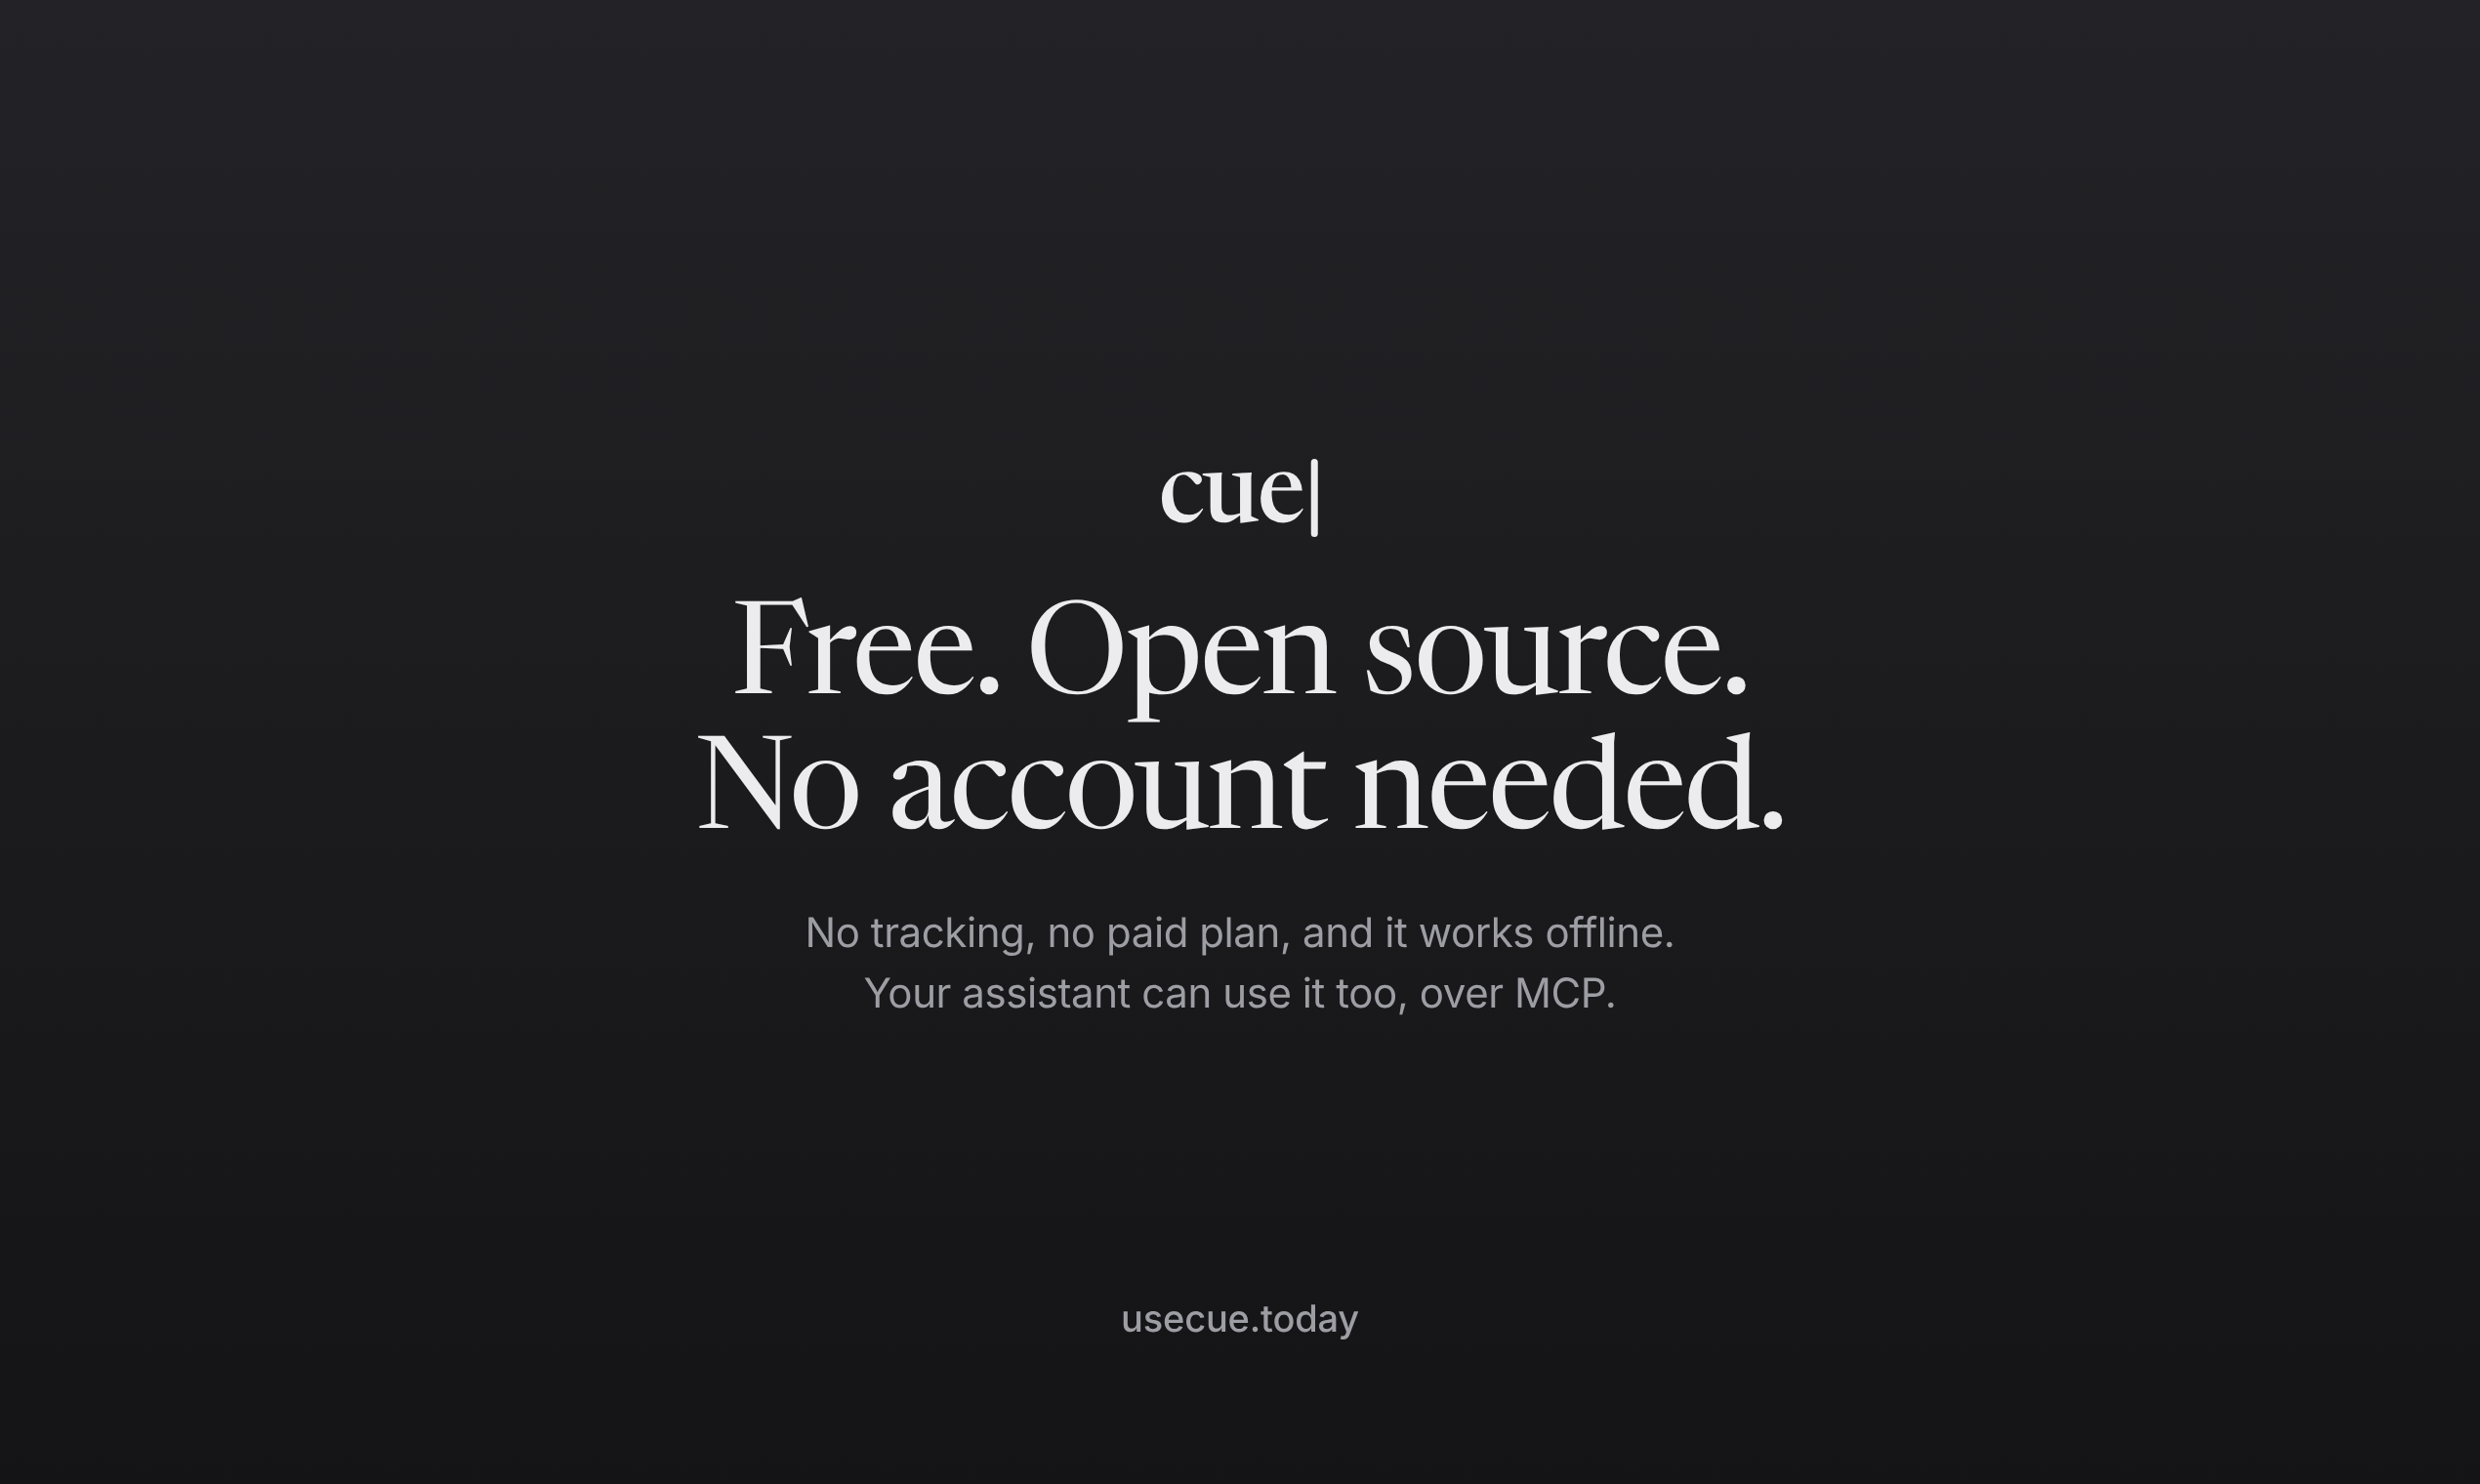 cue|
Free. Open source.
No account needed.
No tracking, no paid plan, and it works offline.
Your assistant can use it too, over MCP.
usecue.today